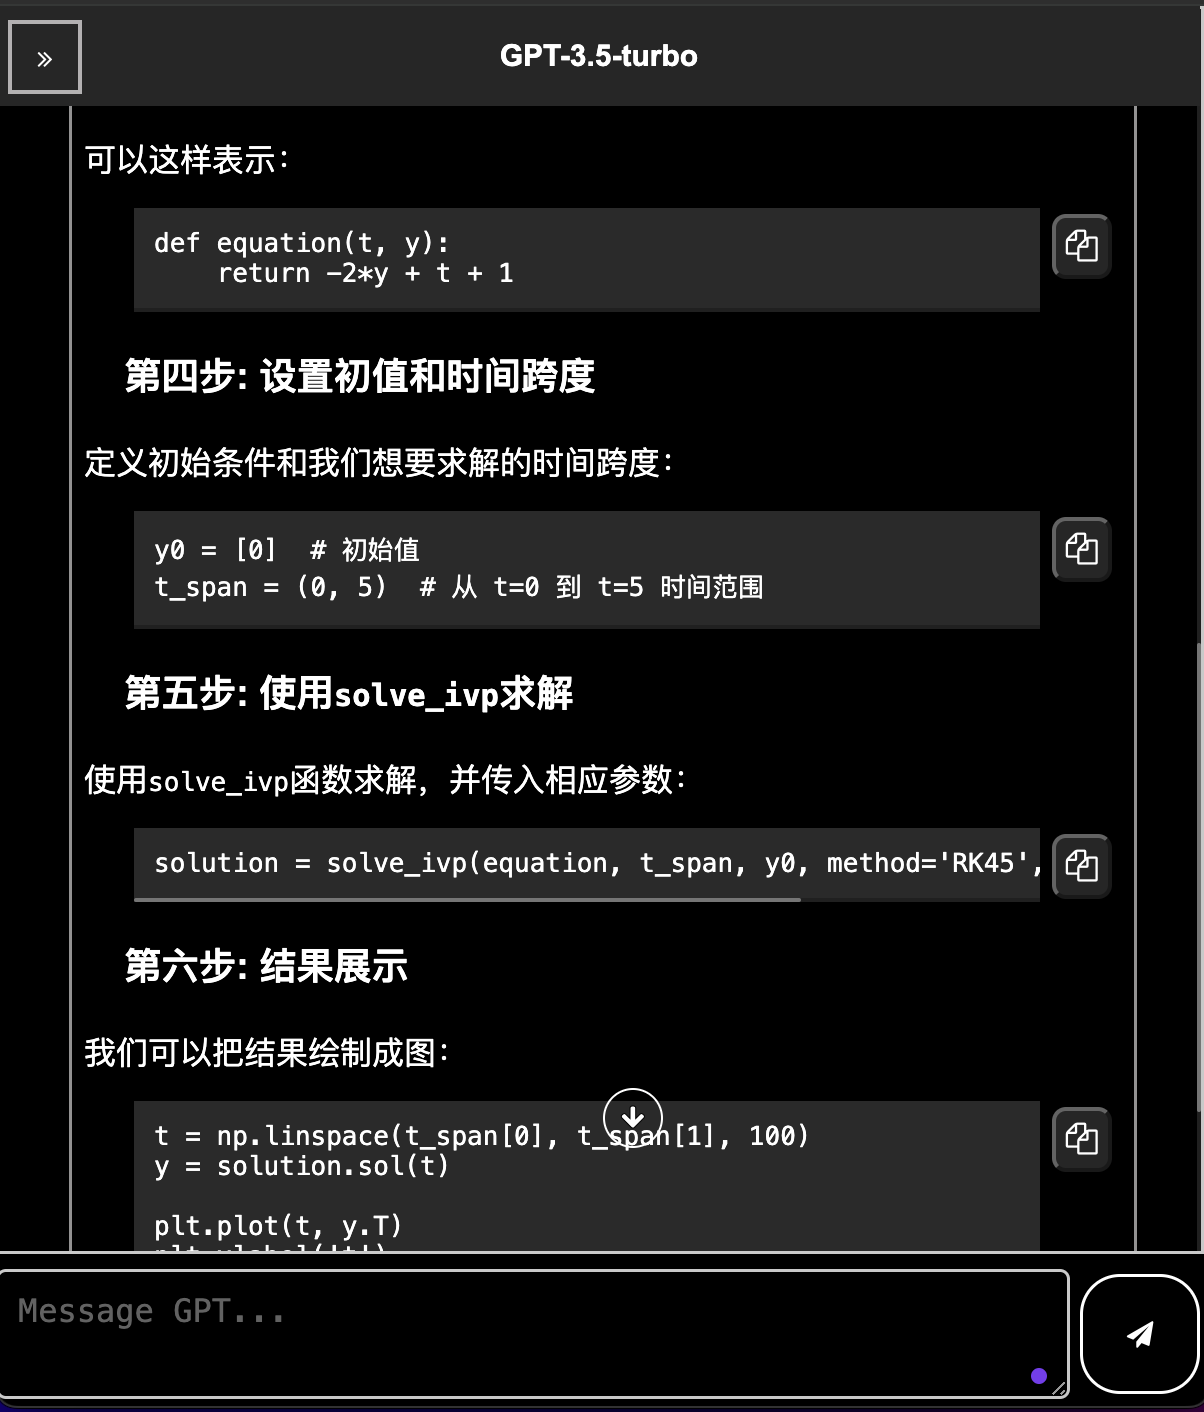 GPT-3.5-turbo
可以这样表示：
def equation(t, y):
    return -2*y + t + 1
第四步: 设置初值和时间跨度
定义初始条件和我们想要求解的时间跨度：
y0 = [0]  # 初始值
t_span = (0, 5)  # 从 t=0 到 t=5 时间范围
第五步: 使用solve_ivp求解
使用solve_ivp函数求解，并传入相应参数：
solution = solve_ivp(equation, t_span, y0, method='RK45',
第六步: 结果展示
我们可以把结果绘制成图：
t = np.linspace(t_span[0], t_span[1], 100)
y = solution.sol(t)
plt.plot(t, y.T)
Message GPT...